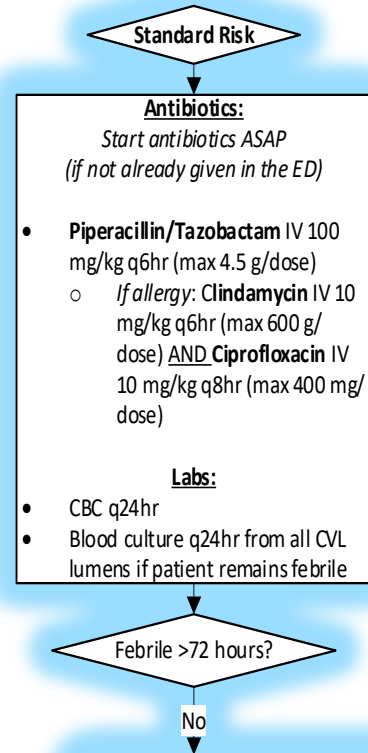 Standard Risk
Antibiotics:
Start antibiotics ASAP
(if not already given in the ED)
• Piperacillin/Tazobactam IV 100
mg/kg q6hr (max 4.5 g/dose)
○ If allergy: Clindamycin IV 10
mg/kg q6hr (max 600 g/
dose) AND Ciprofloxacin IV
10 mg/kg q8hr (max 400 mg/
dose)
Labs:
• CBC q24hr
• Blood culture q24hr from all CVL
lumens if patient remains febrile
Febrile >72 hours?
No